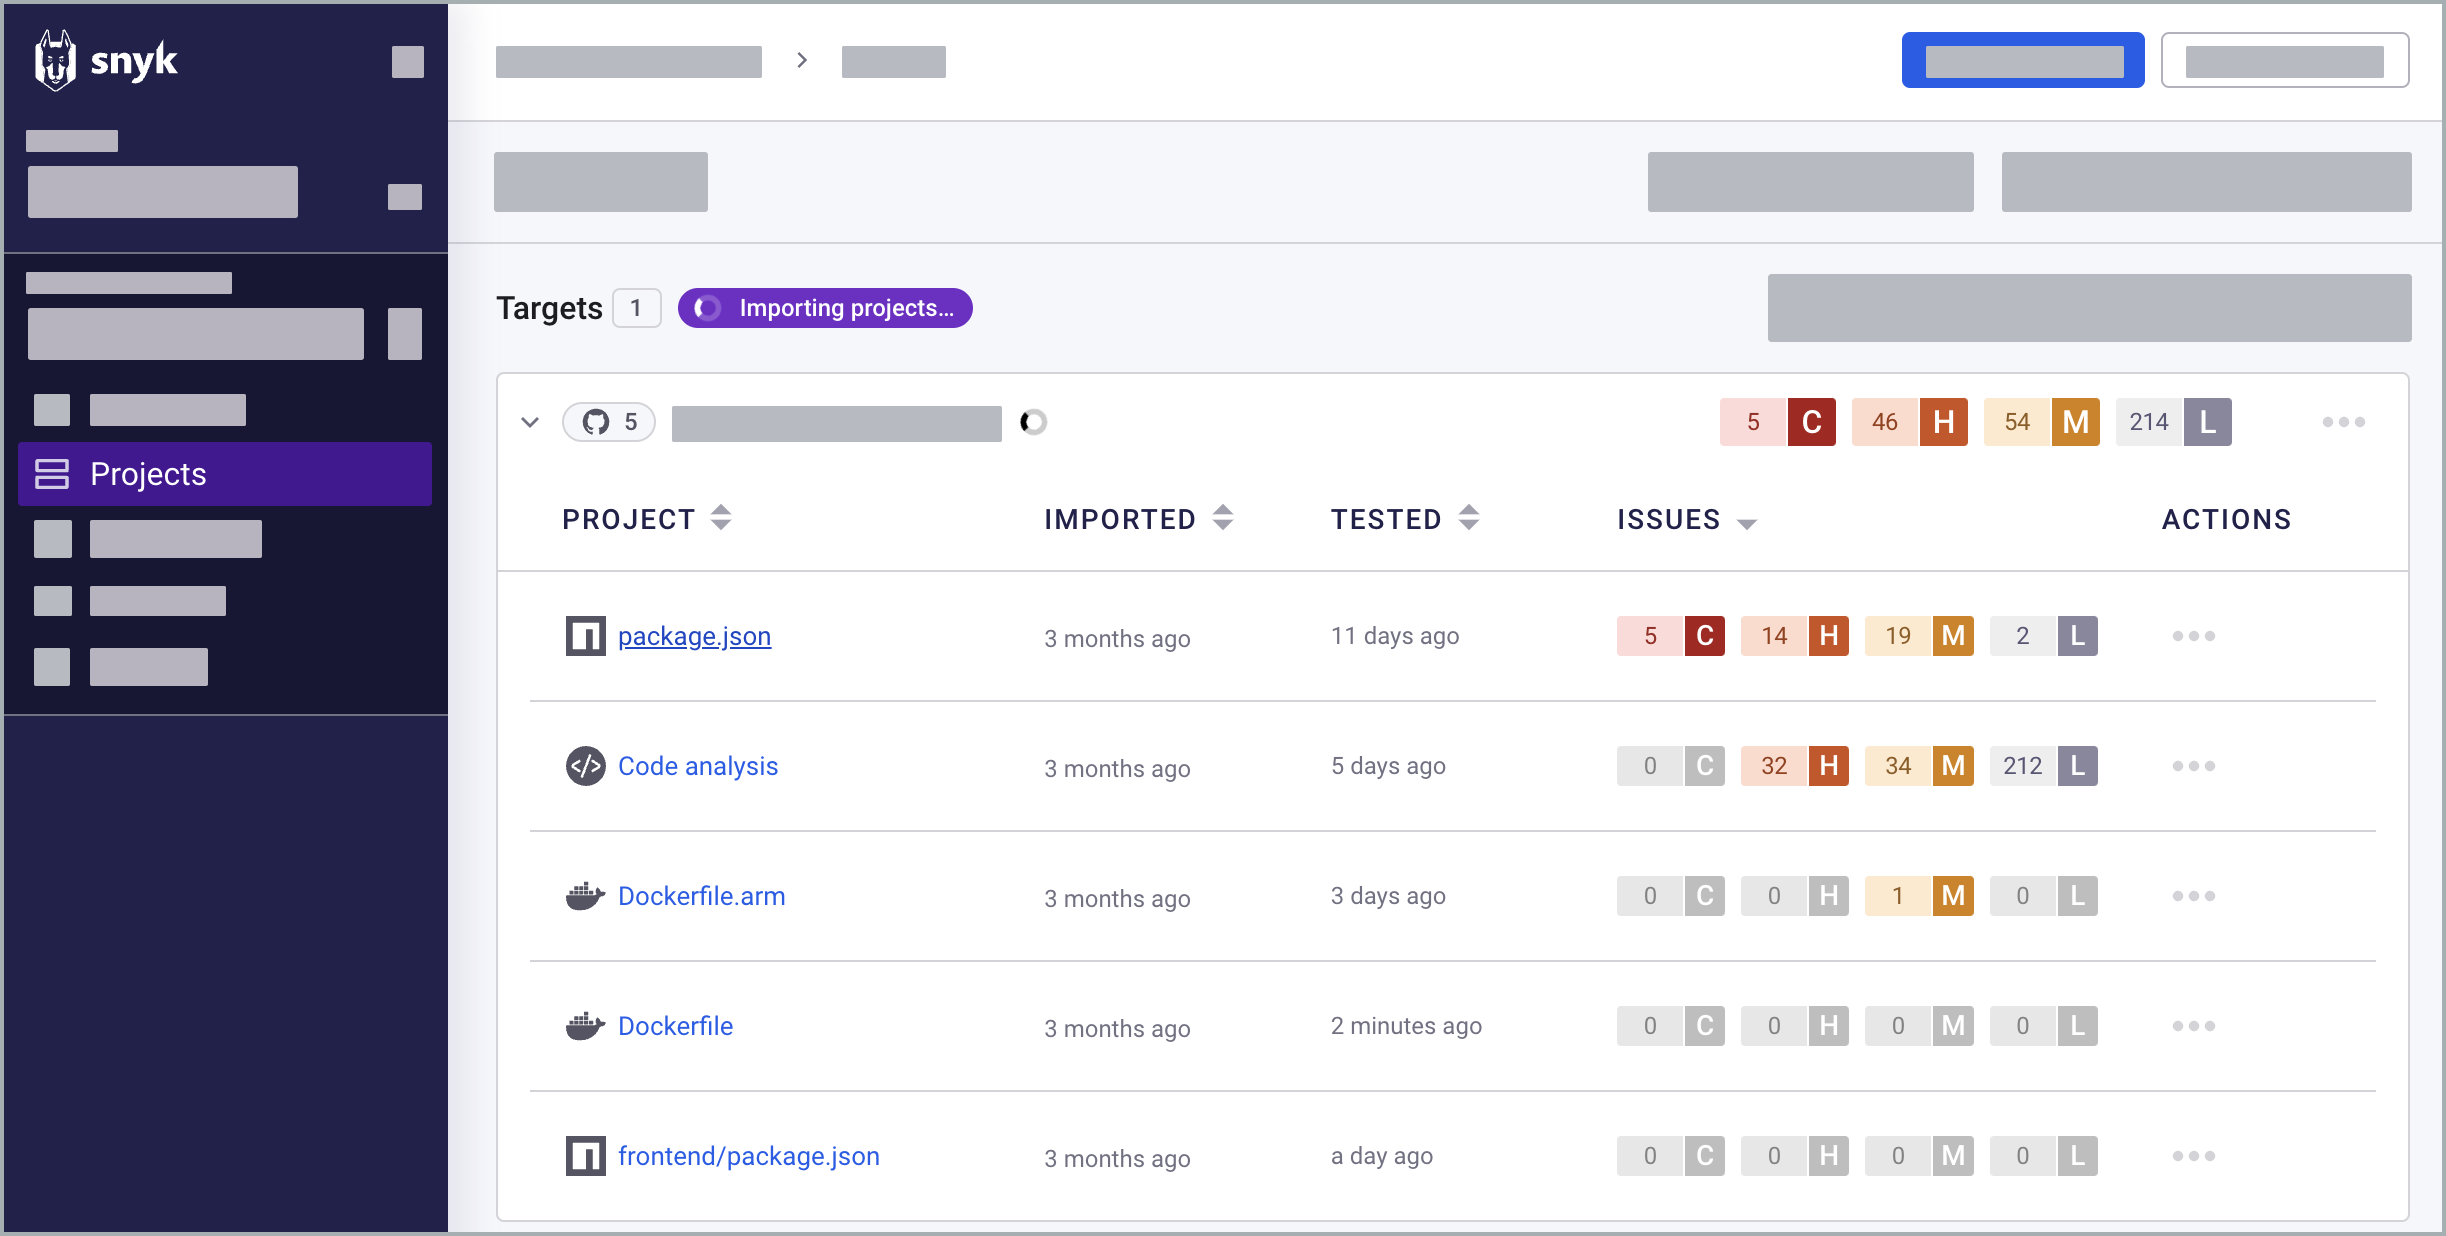 snyk
Projects
Targets 1 Importing projects...
5 5 C 46 H 54 M 214 L
PROJECT IMPORTED TESTED ISSUES ACTIONS
package.json 3 months ago 11 days ago 5 C 14 H 19 M 2 L
Code analysis 3 months ago 5 days ago 0 C 32 H 34 M 212 L
Dockerfile.arm 3 months ago 3 days ago 0 C 0 H 1 M 0 L
Dockerfile 3 months ago 2 minutes ago 0 C 0 H 0 M 0 L
frontend/package.json 3 months ago a day ago 0 C 0 H 0 M 0 L